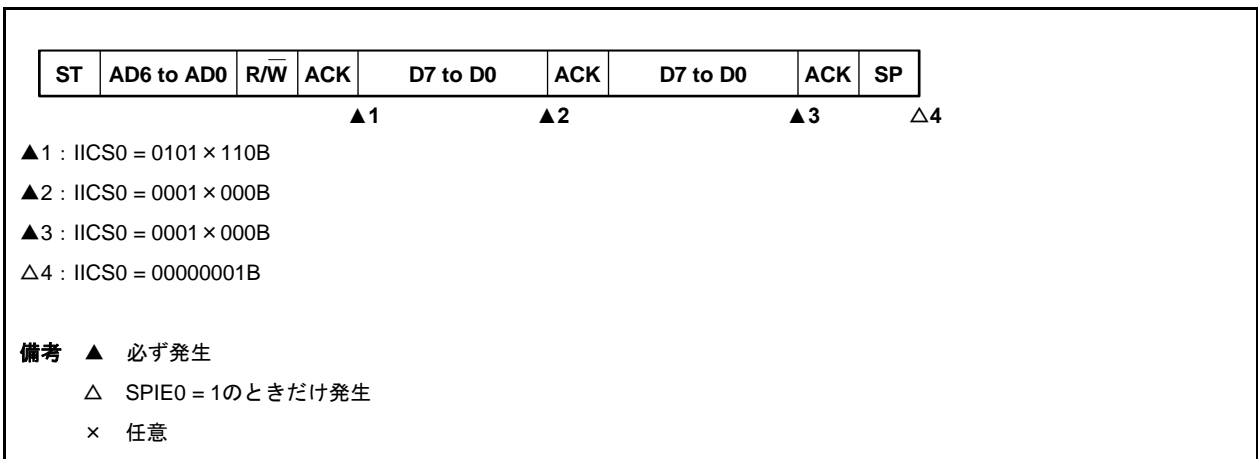 ST AD6 to AD0 R/W̅ ACK D7 to D0 ACK D7 to D0 ACK SP
▲1 ▲2 ▲3 △4
▲1：IICS0 = 0101×110B
▲2：IICS0 = 0001×000B
▲3：IICS0 = 0001×000B
△4：IICS0 = 00000001B
備考 ▲ 必ず発生
△ SPIE0 = 1のときだけ発生
× 任意